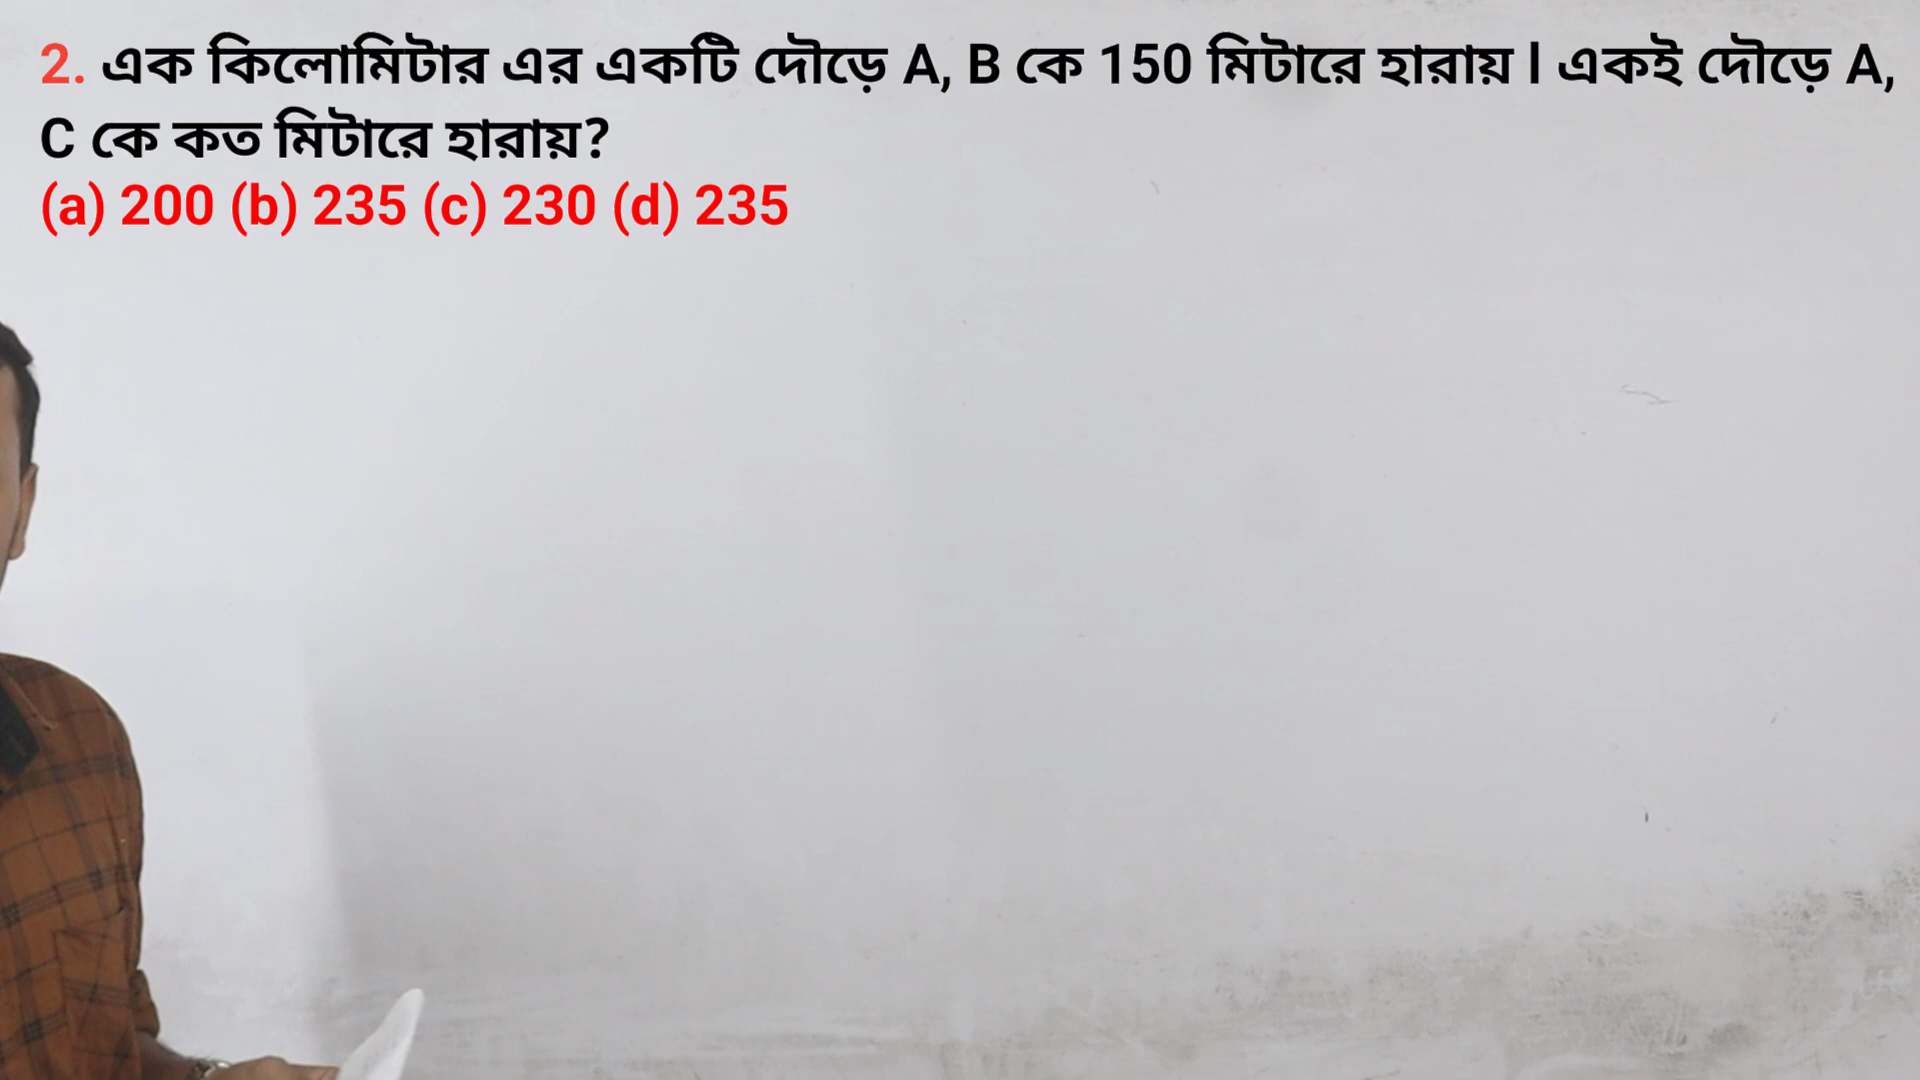 2. এক কিলোমিটার এর একটি দৌড়ে A, B কে 150 মিটারে হারায় l একই দৌড়ে A,
C কে কত মিটারে হারায়?
(a) 200 (b) 235 (c) 230 (d) 235